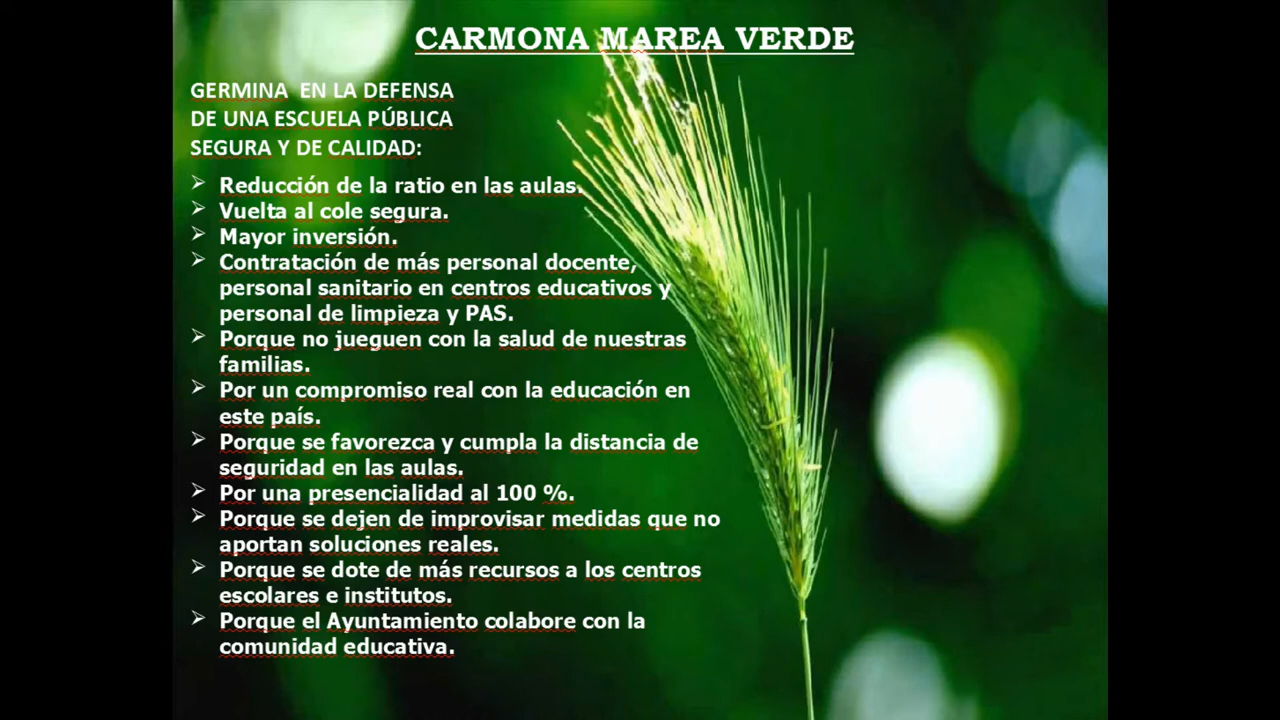 CARMONA MAREA VERDE
GERMINA EN LA DEFENSA
DE UNA ESCUELA PÚBLICA
SEGURA Y DE CALIDAD:
Reducción de la ratio en las aulas.
Vuelta al cole segura.
Mayor inversión.
Contratación de más personal docente,
personal sanitario en centros educativos y
personal de limpieza y PAS.
Porque no jueguen con la salud de nuestras
familias.
Por un compromiso real con la educación en
este país.
Porque se favorezca y cumpla la distancia de
seguridad en las aulas.
Por una presencialidad al 100 %.
Porque se dejen de improvisar medidas que no
aportan soluciones reales.
Porque se dote de más recursos a los centros
escolares e institutos.
Porque el Ayuntamiento colabore con la
comunidad educativa.